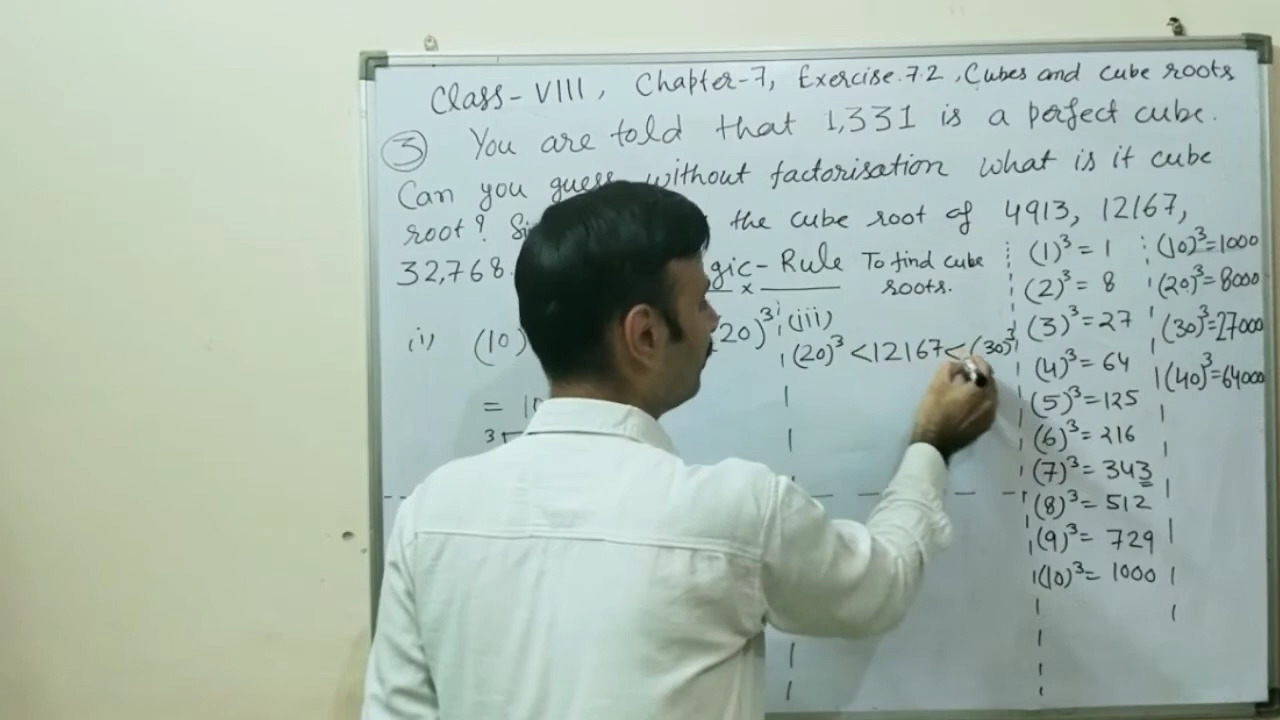 Class-VIII, Chapter-7, Exercise.7.2, Cubes and cube roots
③ You are told that 1,331 is a perfect cube.
Can you guess without factorisation what is it cube
root? the cube root of 4913, 12167,
32,768. - Rule To find cube
roots.
(i) (10) 20)³
=
3
(iii)
(20)³ < 12167 < (30)³
(1)³ = 1
(2)³ = 8
(3)³ = 27
(4)³ = 64
(5)³ = 125
(6)³ = 216
(7)³ = 343
(8)³ = 512
(9)³ = 729
(10)³ = 1000
(10)³ = 1000
(20)³ = 8000
(30)³ = 27000
(40)³ = 64000